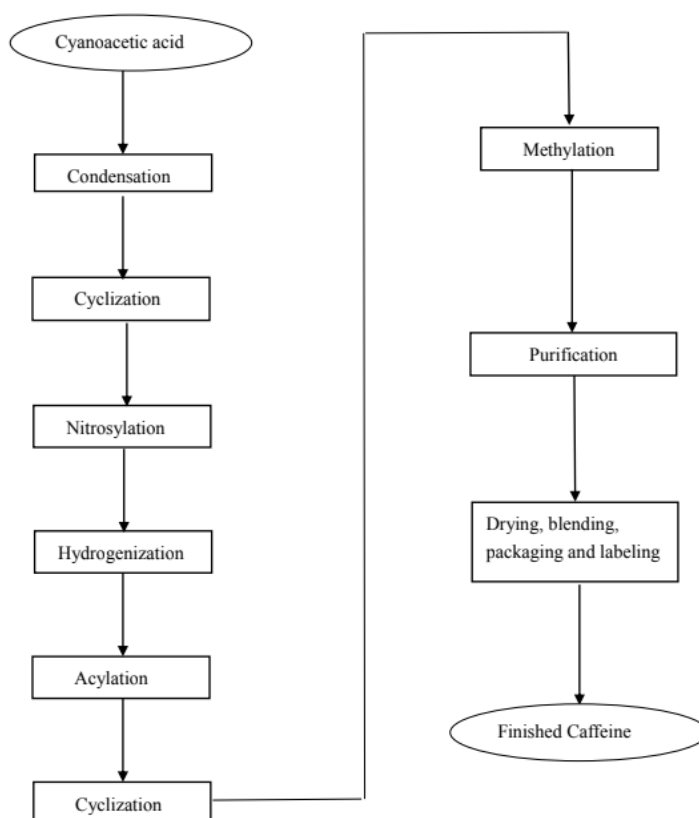 Cyanoacetic acid
Condensation
Cyclization
Nitrosylation
Hydrogenization
Acylation
Cyclization
Methylation
Purification
Drying, blending,
packaging and labeling
Finished Caffeine